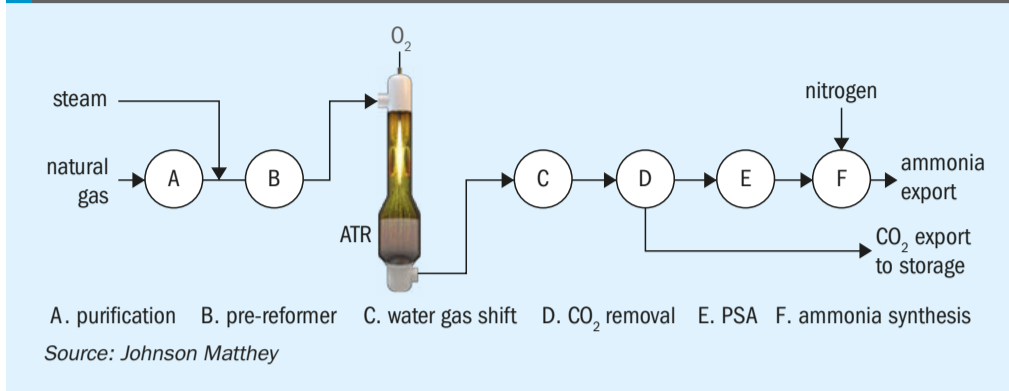 O₂
steam
natural
gas
A
B
ATR
C
D
E
nitrogen
F
ammonia
export
CO₂ export
to storage
A. purification B. pre-reformer C. water gas shift D. CO₂ removal E. PSA F. ammonia synthesis
Source: Johnson Matthey